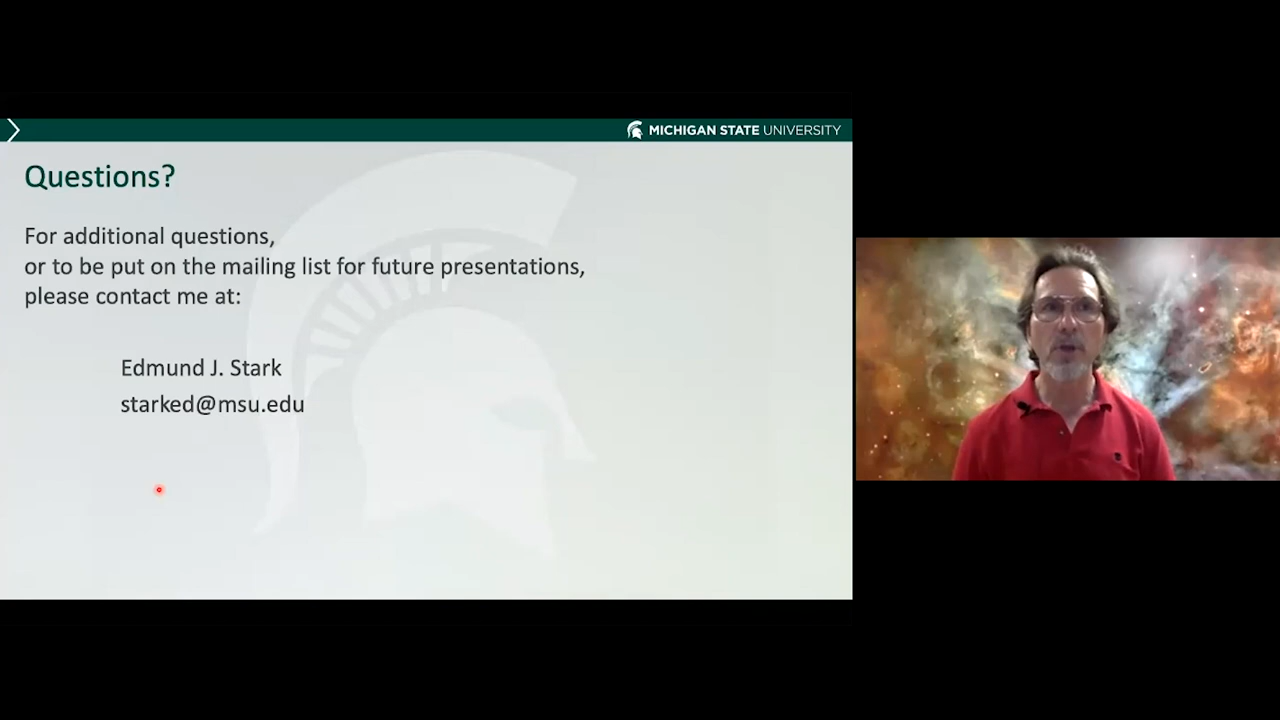 MICHIGAN STATE UNIVERSITY
Questions?
For additional questions,
or to be put on the mailing list for future presentations,
please contact me at:
Edmund J. Stark
starked@msu.edu